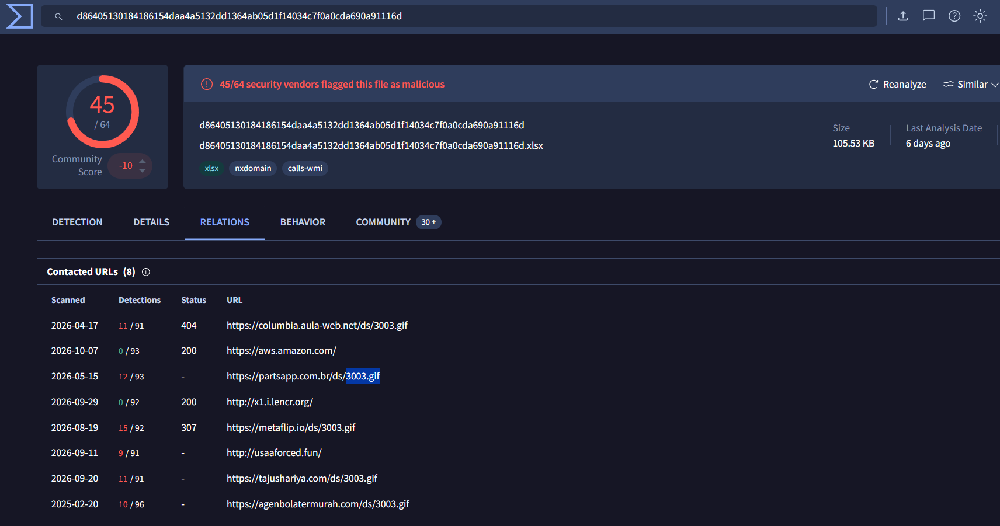 d86405130184186154daa4a5132dd1364ab05d1f14034c7f0a0cda690a91116d
45
/ 64
Community Score
-10
45/64 security vendors flagged this file as malicious
Reanalyze
Similar
d86405130184186154daa4a5132dd1364ab05d1f14034c7f0a0cda690a91116d
d86405130184186154daa4a5132dd1364ab05d1f14034c7f0a0cda690a91116d.xlsx
xlsx nxdomain calls-wmi
Size
105.53 KB
Last Analysis Date
6 days ago
DETECTION DETAILS RELATIONS BEHAVIOR COMMUNITY 30 +
Contacted URLs (8)
Scanned Detections Status URL
2026-04-17 11 / 91 404 https://columbia.aula-web.net/ds/3003.gif
2026-10-07 0 / 93 200 https://aws.amazon.com/
2026-05-15 12 / 93 - https://partsapp.com.br/ds/3003.gif
2026-09-29 0 / 92 200 http://x1.i.lencr.org/
2026-08-19 15 / 92 307 https://metaflip.io/ds/3003.gif
2026-09-11 9 / 91 - http://usaaforced.fun/
2026-09-20 11 / 91 - https://tajushariya.com/ds/3003.gif
2025-02-20 10 / 96 - https://agenbolatermurah.com/ds/3003.gif